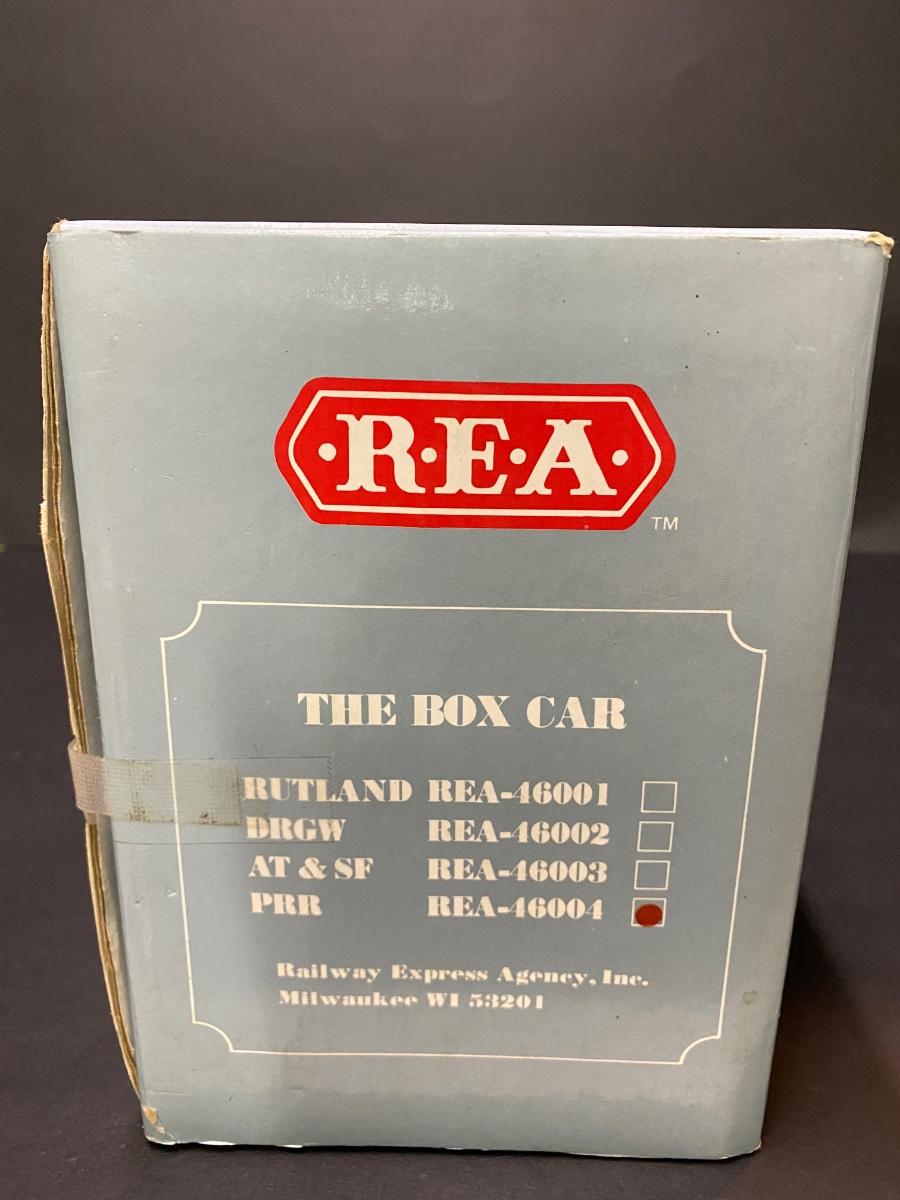 ·R·E·A·
TM
THE BOX CAR
RUTLAND REA-46001
DRGW REA-46002
AT & SF REA-46003
PRR REA-46004
Railway Express Agency, Inc.
Milwaukee WI 53201